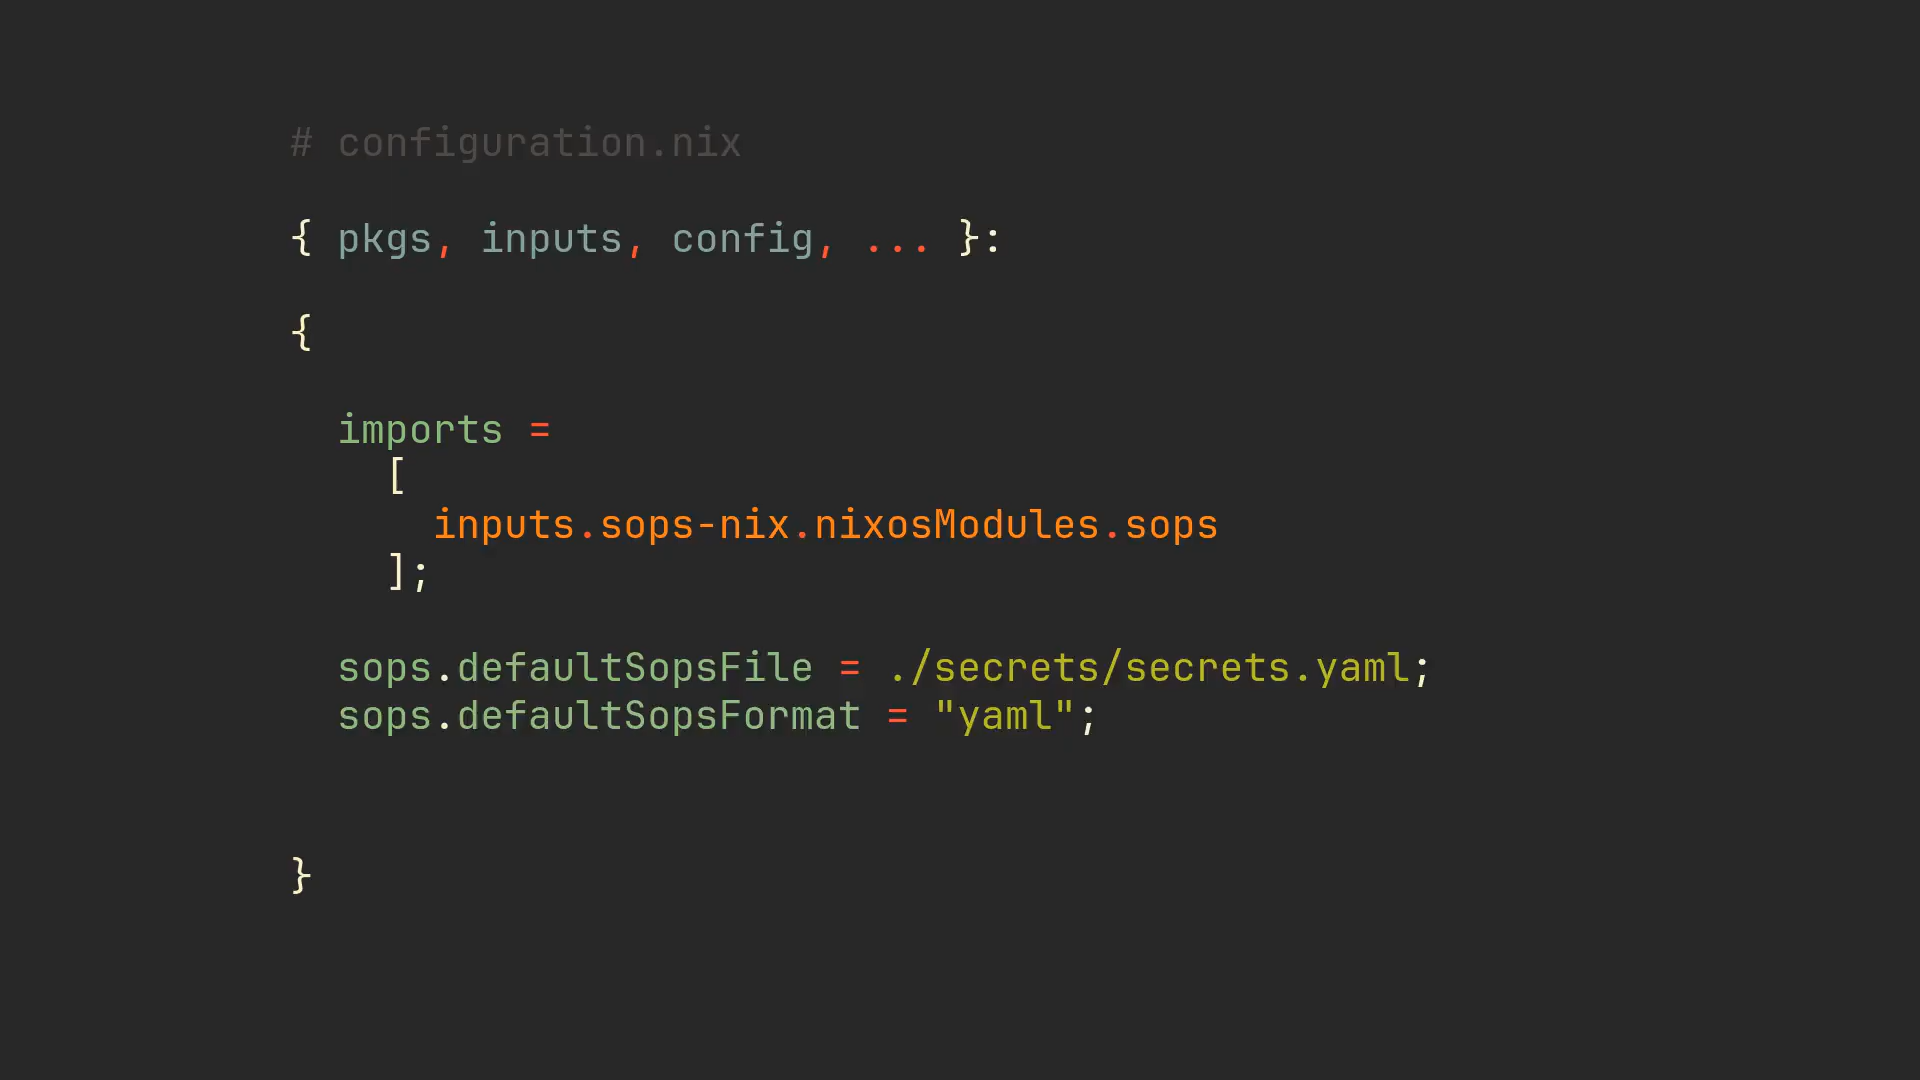 # configuration.nix
{ pkgs, inputs, config, ... }:
{
imports =
[
inputs.sops-nix.nixosModules.sops
];
sops.defaultSopsFile = ./secrets/secrets.yaml;
sops.defaultSopsFormat = "yaml";
}